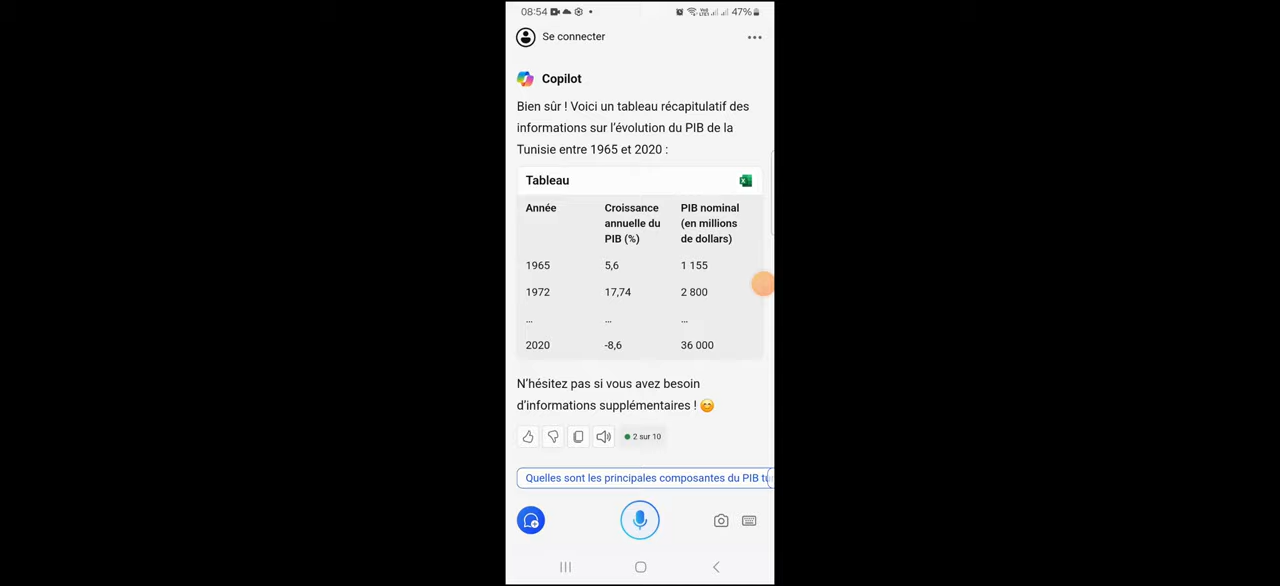 08:54 47%
Se connecter
Copilot
Bien sûr ! Voici un tableau récapitulatif des
informations sur l’évolution du PIB de la
Tunisie entre 1965 et 2020 :
Tableau
Année Croissance PIB nominal
annuelle du (en millions
PIB (%) de dollars)
1965 5,6 1 155
1972 17,74 2 800
... ... ...
2020 -8,6 36 000
N’hésitez pas si vous avez besoin
d’informations supplémentaires ! 😊
2 sur 10
Quelles sont les principales composantes du PIB tu